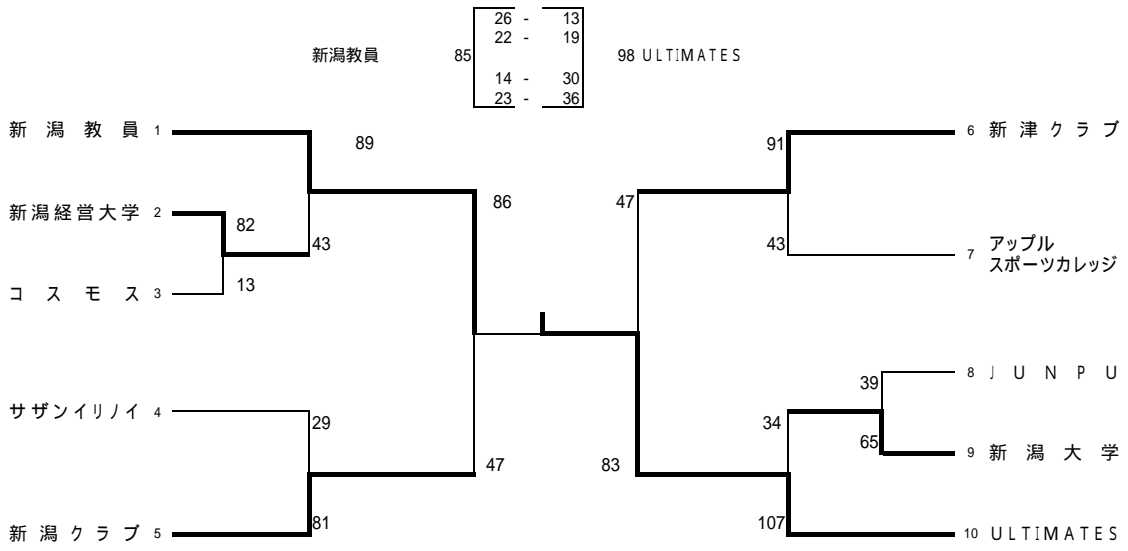 26 - 13
22 - 19
新潟教員 85 98 ULTIMATES
14 - 30
23 - 36
新潟教員 1
89
91
6 新津クラブ
新潟経営大学 2
82
43
86
47
43
7 アップル
スポーツカレッジ
コスモス 3
13
サザンイリノイ 4
29
34
39
8 JUNPU
65
9 新潟大学
47
83
新潟クラブ 5
81
107
10 ULTIMATES